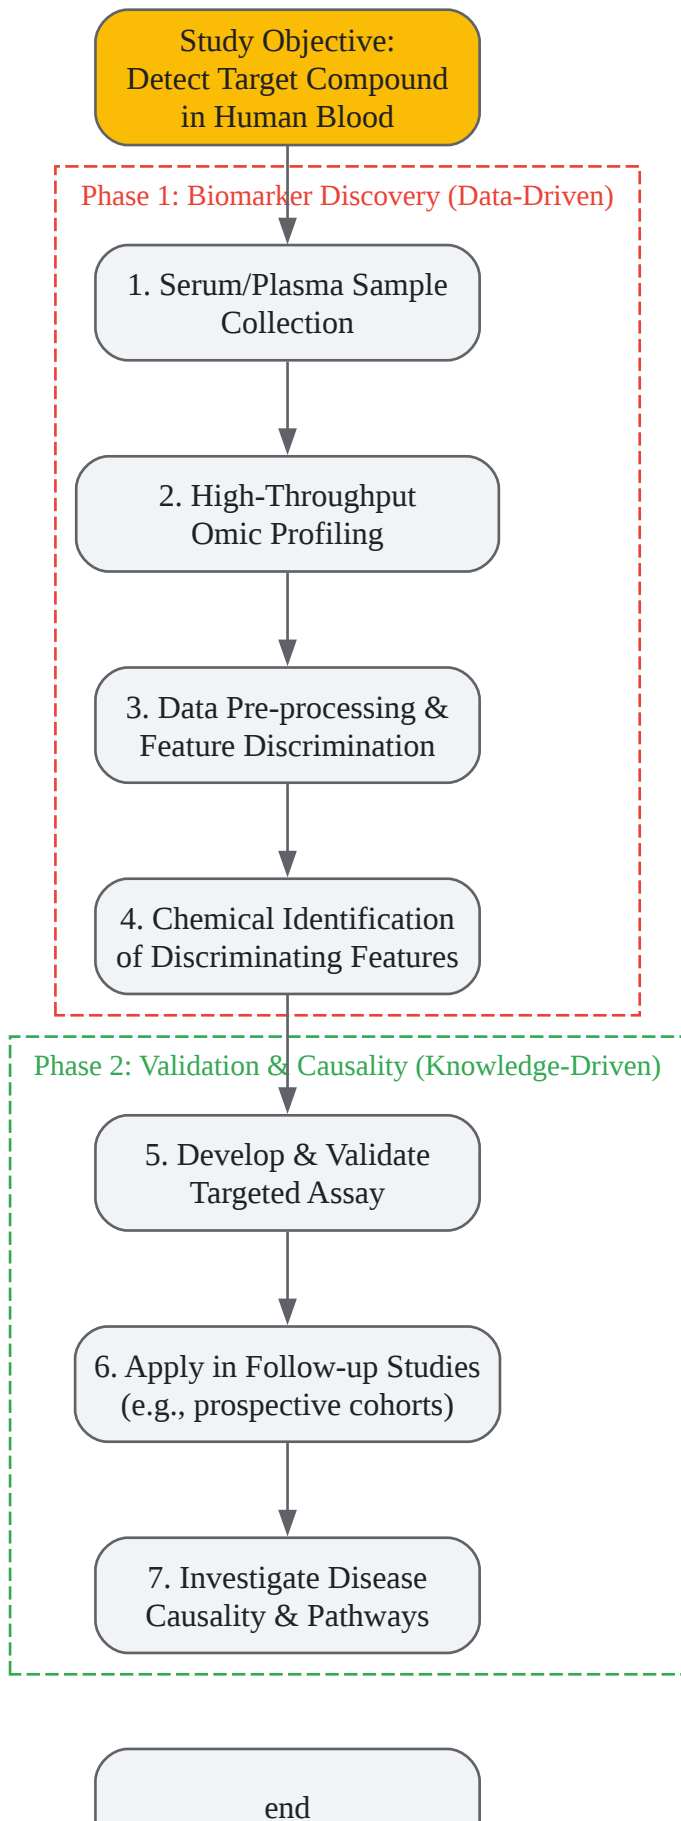 Study Objective:
Detect Target Compound
in Human Blood
Phase 1: Biomarker Discovery (Data-Driven)
1. Serum/Plasma Sample
Collection
2. High-Throughput
Omic Profiling
3. Data Pre-processing &
Feature Discrimination
4. Chemical Identification
of Discriminating Features
Phase 2: Validation & Causality (Knowledge-Driven)
5. Develop & Validate
Targeted Assay
6. Apply in Follow-up Studies
(e.g., prospective cohorts)
7. Investigate Disease
Causality & Pathways
end